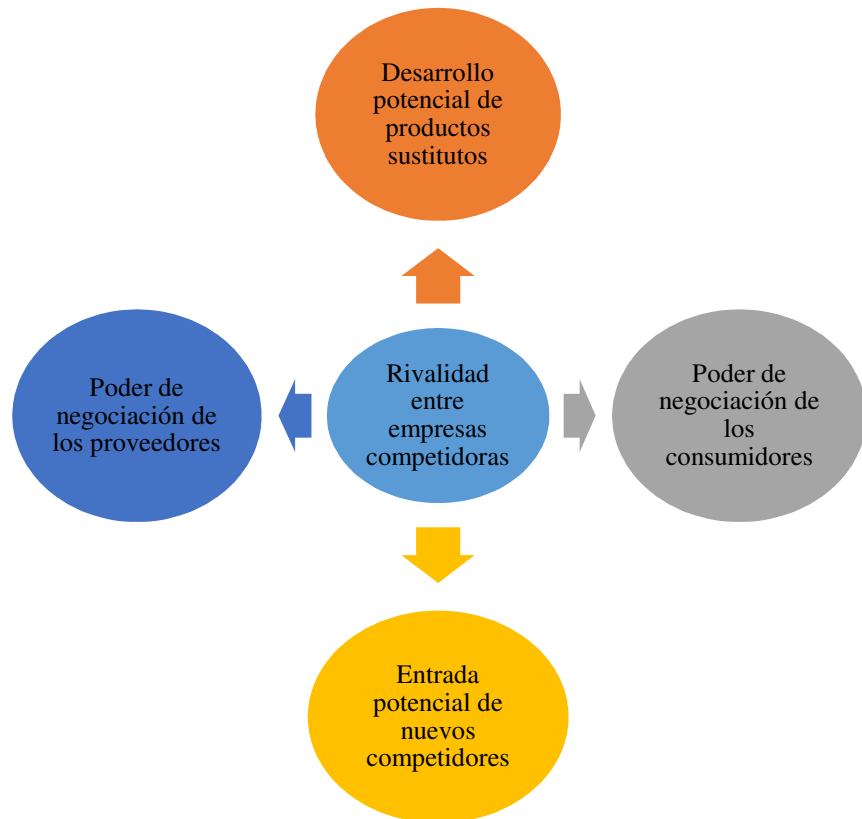 Desarrollo
potencial de
productos
sustitutos
Poder de
negociación de
los proveedores
Rivalidad
entre
empresas
competidoras
Poder de
negociación de
los
consumidores
Entrada
potencial de
nuevos
competidores